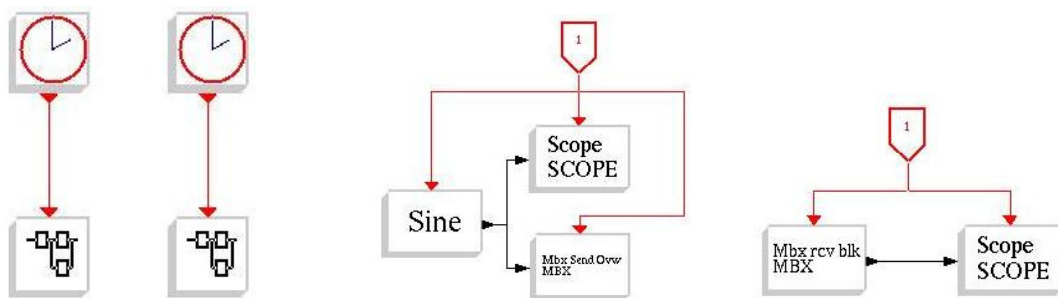 1
Scope
SCOPE
Sine
Mbx Send Ovw
MBX
1
Mbx rcv blk
MBX
Scope
SCOPE